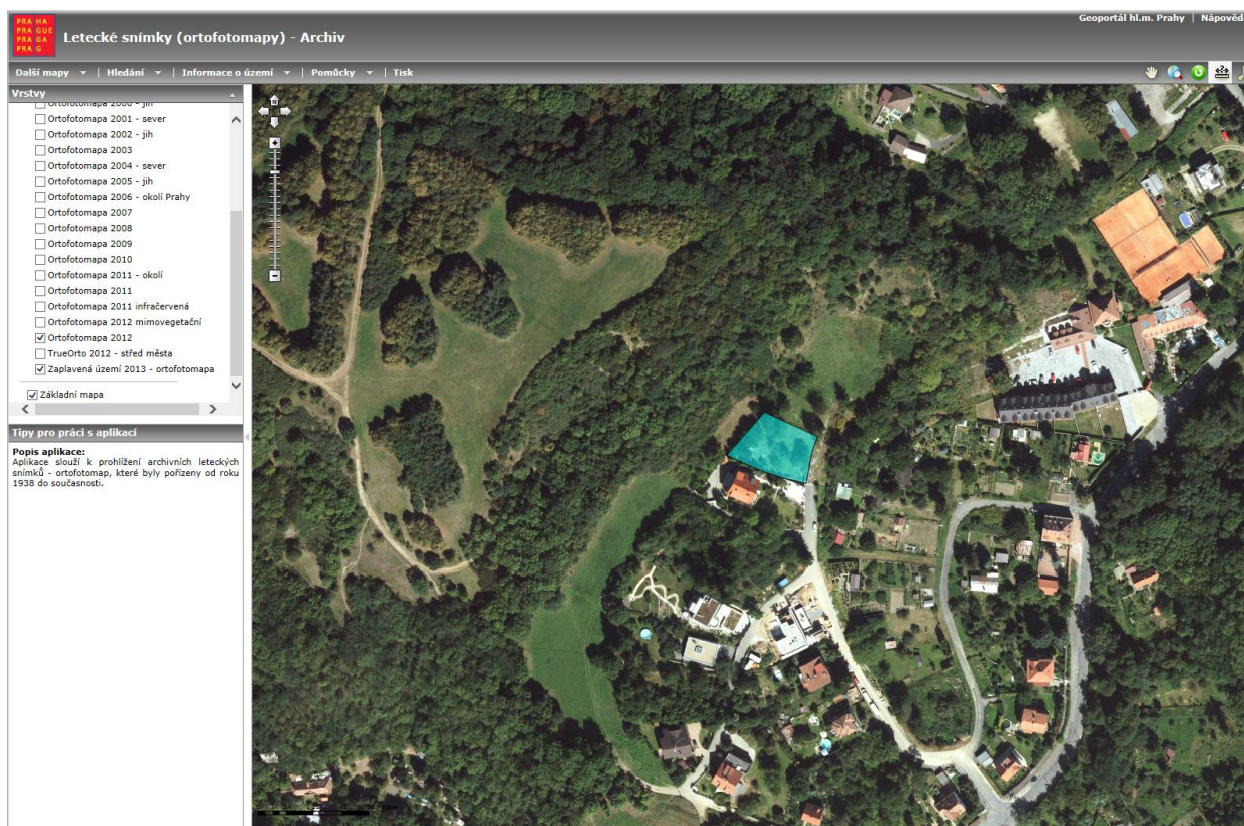 PRA HA
PRA GUE
PRA GA
PRA G
Letecké snímky (ortofotomapy) - Archiv
Geoportál hl.m. Prahy | Nápověd
Další mapy | Hledání | Informace o území | Pomůcky | Tisk
Vrstvy
Ortofotomapa 2000 - jih
Ortofotomapa 2001 - sever
Ortofotomapa 2002 - jih
Ortofotomapa 2003
Ortofotomapa 2004 - sever
Ortofotomapa 2005 - jih
Ortofotomapa 2006 - okolí Prahy
Ortofotomapa 2007
Ortofotomapa 2008
Ortofotomapa 2009
Ortofotomapa 2010
Ortofotomapa 2011 - okolí
Ortofotomapa 2011
Ortofotomapa 2011 infračervená
Ortofotomapa 2012 mimovegetační
Ortofotomapa 2012
TrueOrto 2012 - střed města
Zaplavená území 2013 - ortofotomapa
Základní mapa
Tipy pro práci s aplikací
Popis aplikace:
Aplikace slouží k prohlížení archivních leteckých
snímků - ortofotomap, které byly pořízeny od roku
1938 do současnosti.